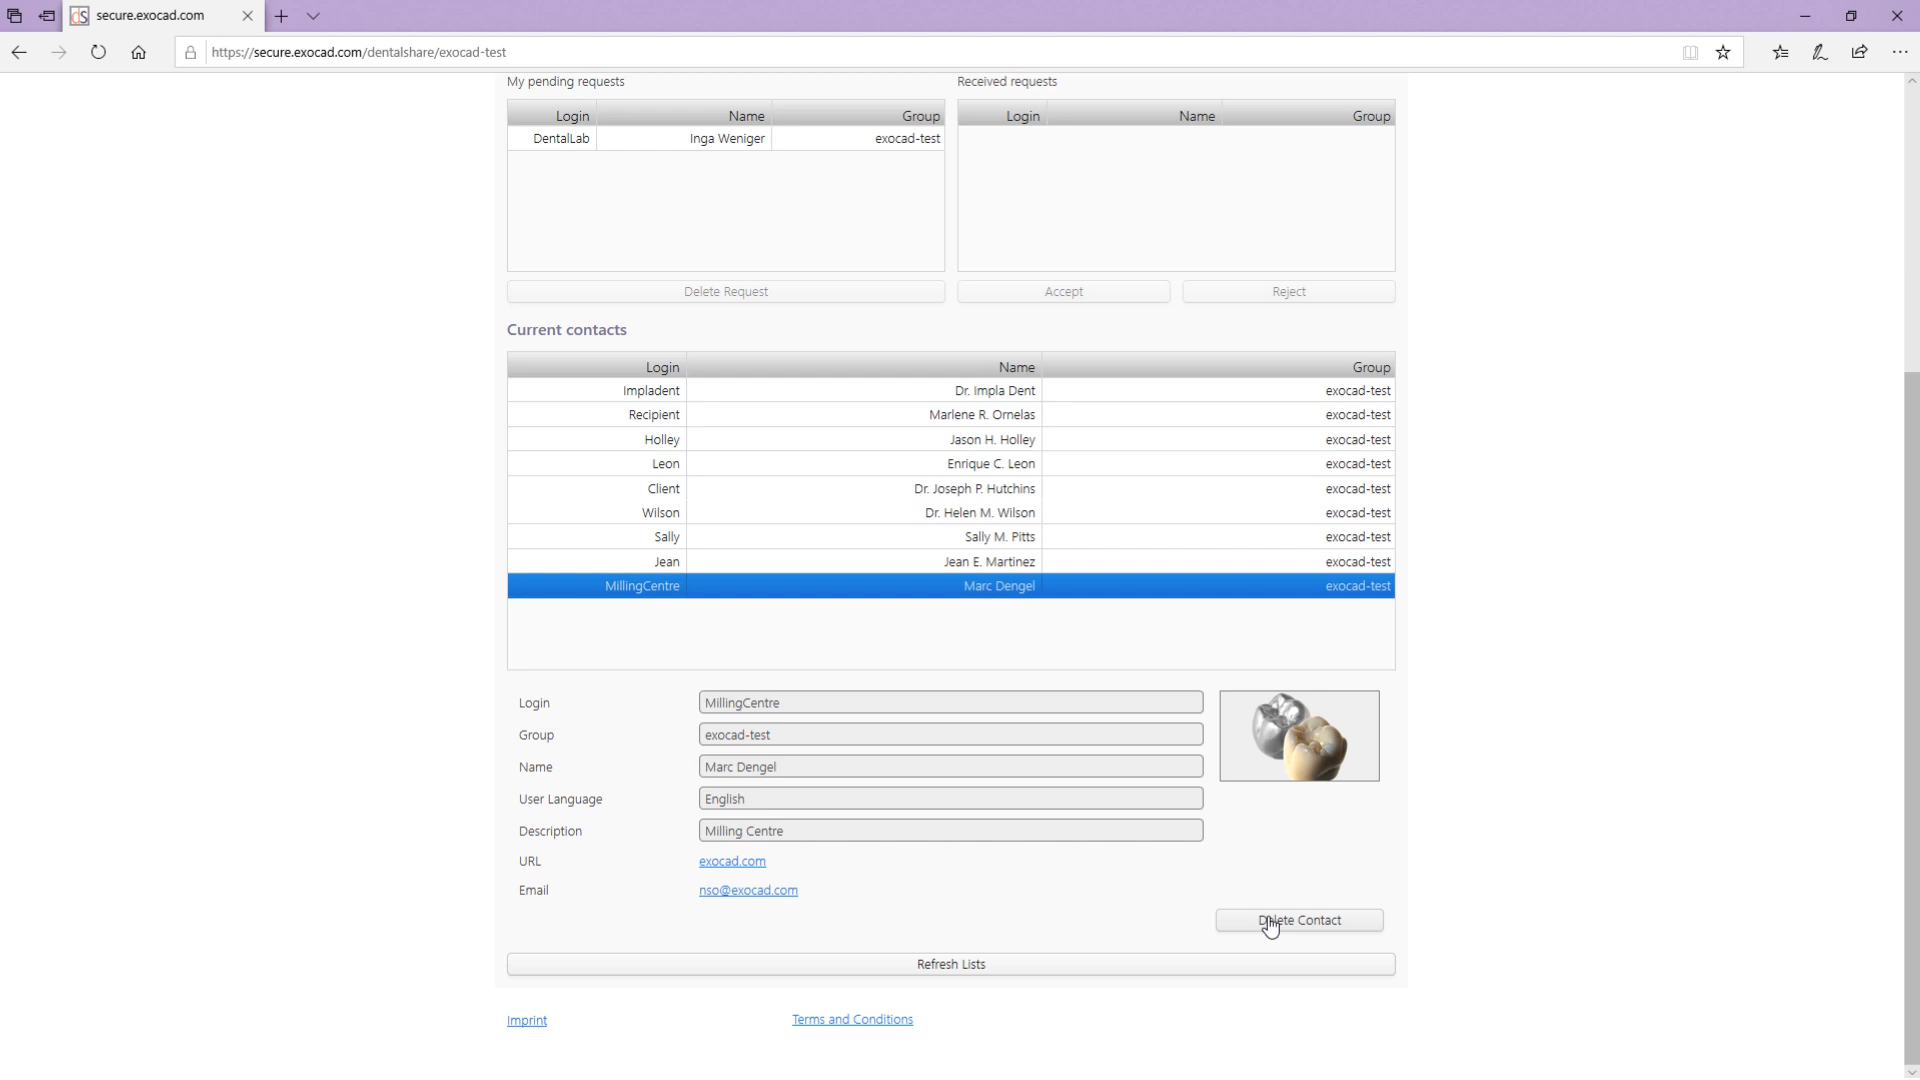 secure.exocad.com
https://secure.exocad.com/dentalshare/exocad-test
My pending requests
Received requests
Login Name Group
DentalLab Inga Weniger exocad-test
Login Name Group
Delete Request
Accept Reject
Current contacts
Login Name Group
Impladent Dr. Impla Dent exocad-test
Recipient Marlene R. Ornelas exocad-test
Holley Jason H. Holley exocad-test
Leon Enrique C. Leon exocad-test
Client Dr. Joseph P. Hutchins exocad-test
Wilson Dr. Helen M. Wilson exocad-test
Sally Sally M. Pitts exocad-test
Jean Jean E. Martinez exocad-test
MillingCentre Marc Dengel exocad-test
Login MillingCentre
Group exocad-test
Name Marc Dengel
User Language English
Description Milling Centre
URL exocad.com
Email nso@exocad.com
Delete Contact
Refresh Lists
Imprint Terms and Conditions